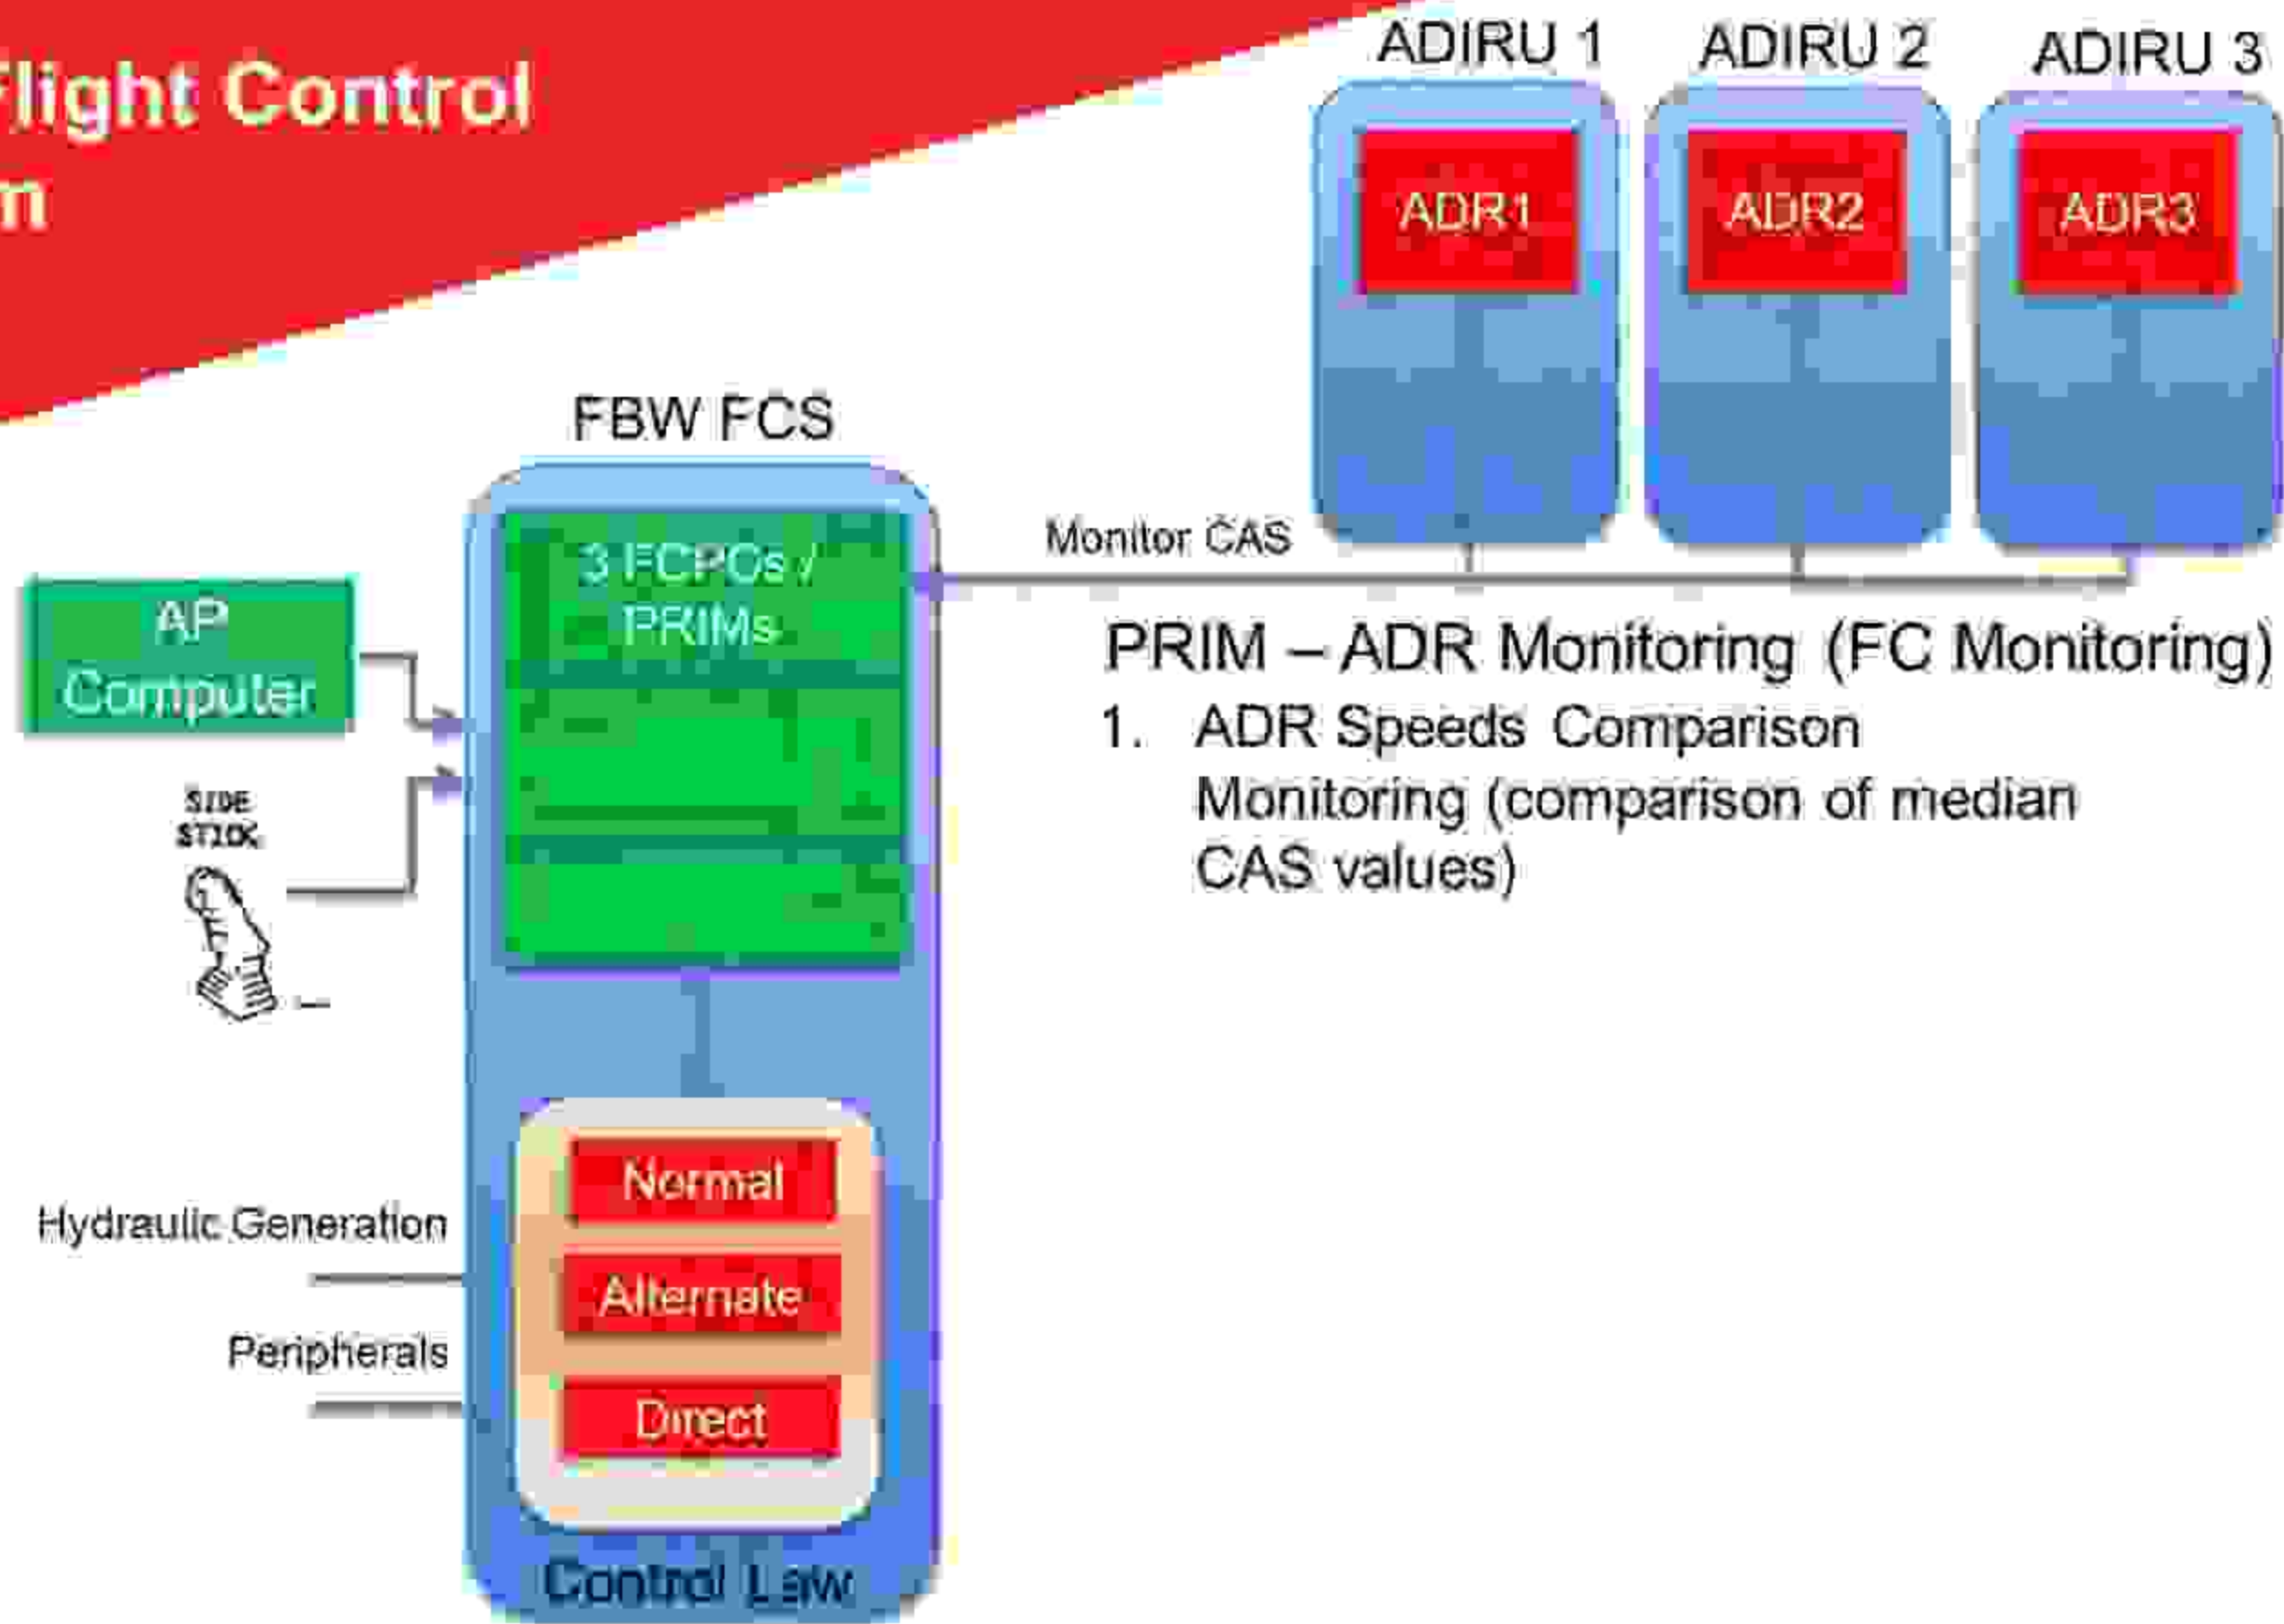 light Control
m
ADIRU 1
ADIRU 2
ADIRU 3
ADR1
ADR2
ADR3
FBW FCS
3 FCPCs /
PRIMs
Monitor CAS
AP
Computer
SIDE
STICK
PRIM – ADR Monitoring (FC Monitoring)
1. ADR Speeds Comparison
Monitoring (comparison of median
CAS values)
Normal
Alternate
Direct
Hydraulic Generation
Peripherals
Control Law